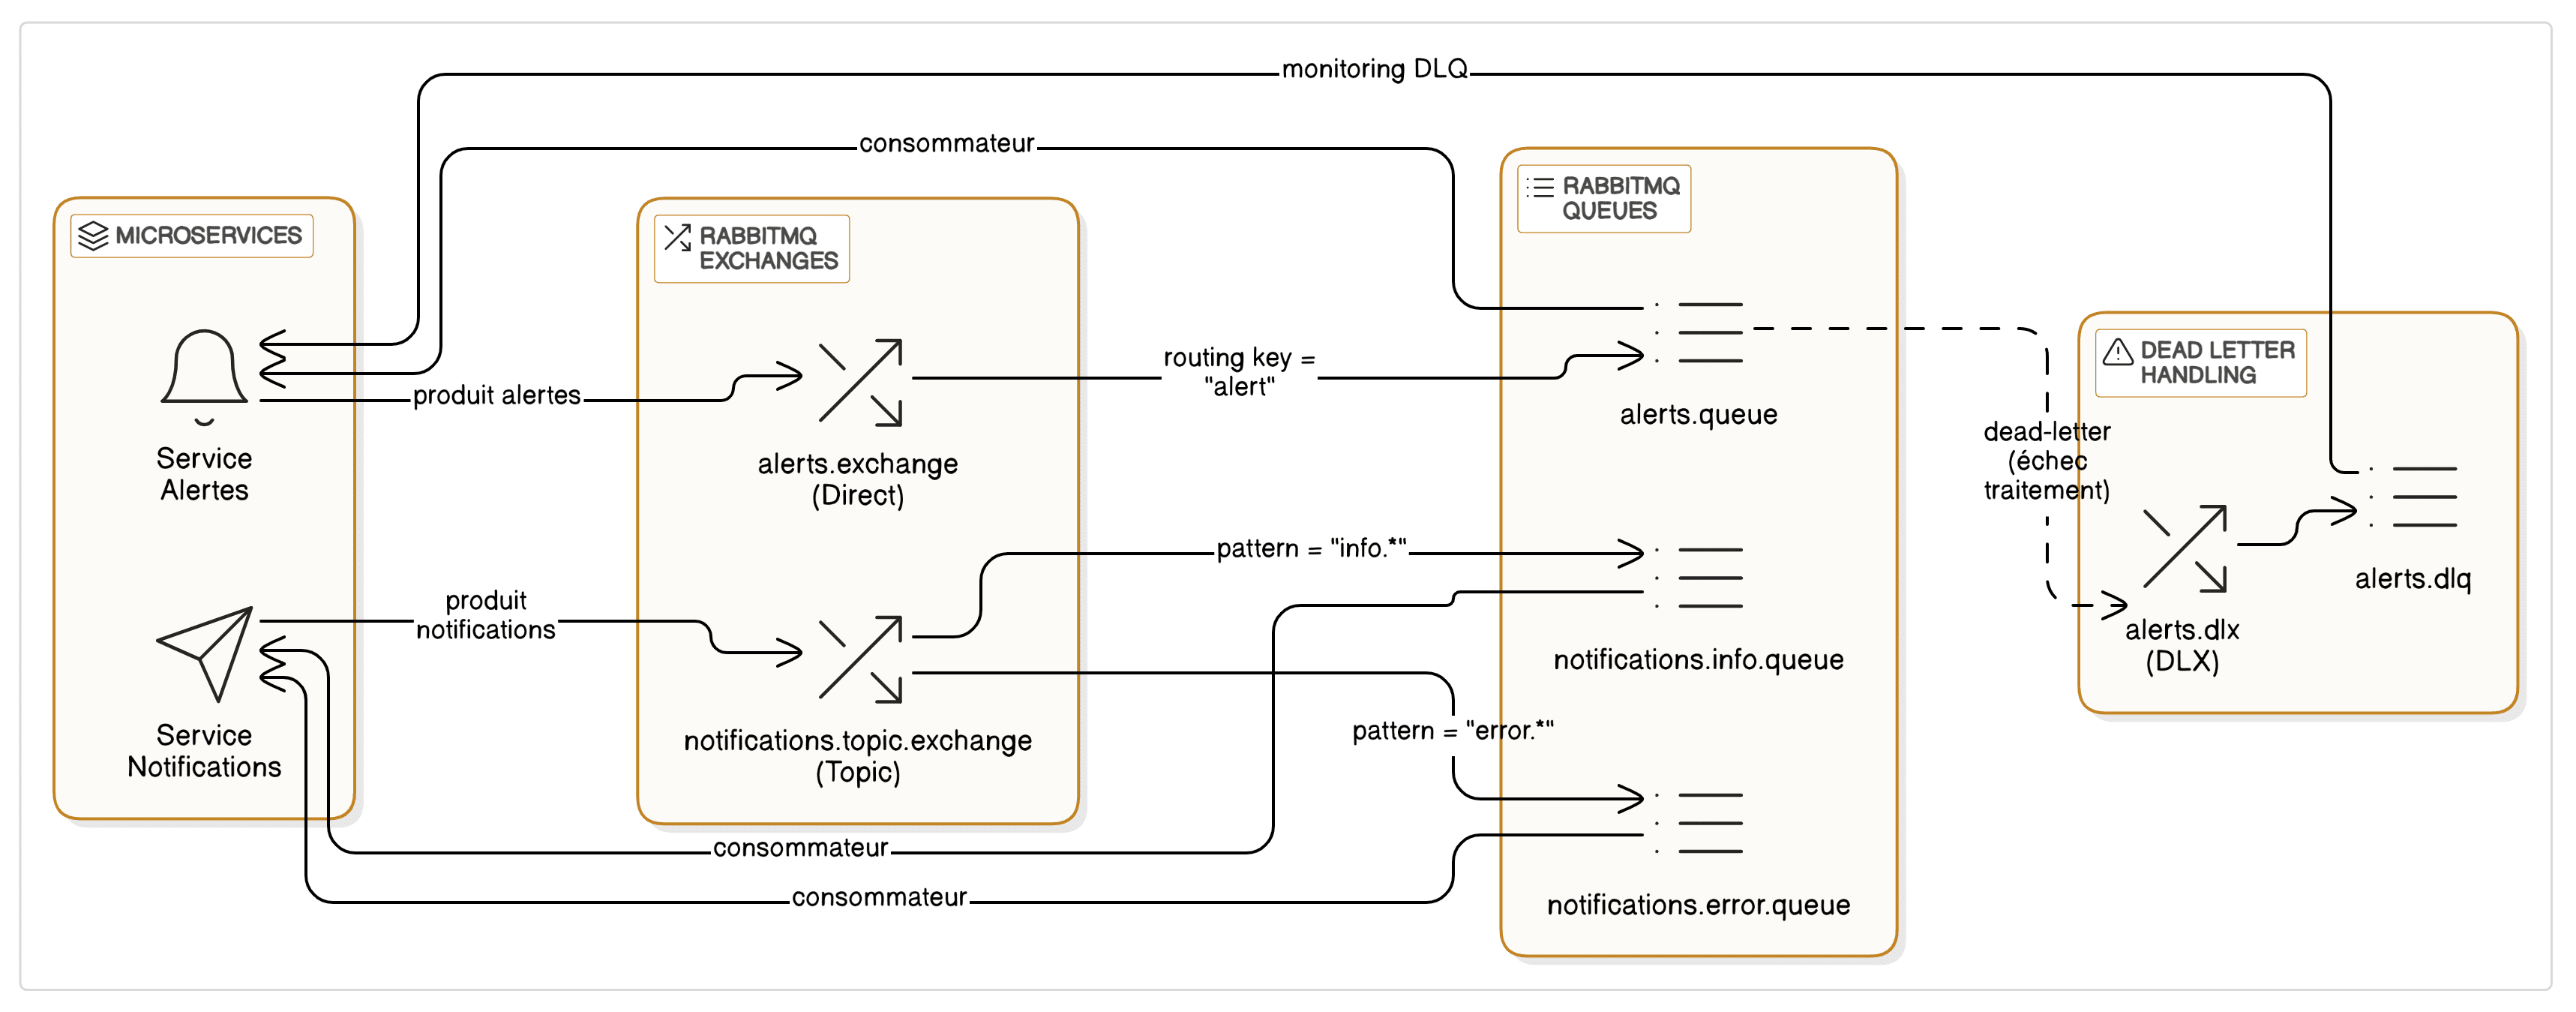 monitoring DLQ
consommateur
MICROSERVICES
RABBITMQ
EXCHANGES
RABBITMQ
QUEUES
DEAD LETTER
HANDLING
produit alertes
routing key =
"alert"
Service
Alertes
alerts.exchange
(Direct)
alerts.queue
dead-letter
(échec
traitement)
alerts.dlx
(DLX)
alerts.dlq
produit
notifications
pattern = "info.*"
Service
Notifications
notifications.topic.exchange
(Topic)
notifications.info.queue
pattern = "error.*"
consommateur
consommateur
notifications.error.queue